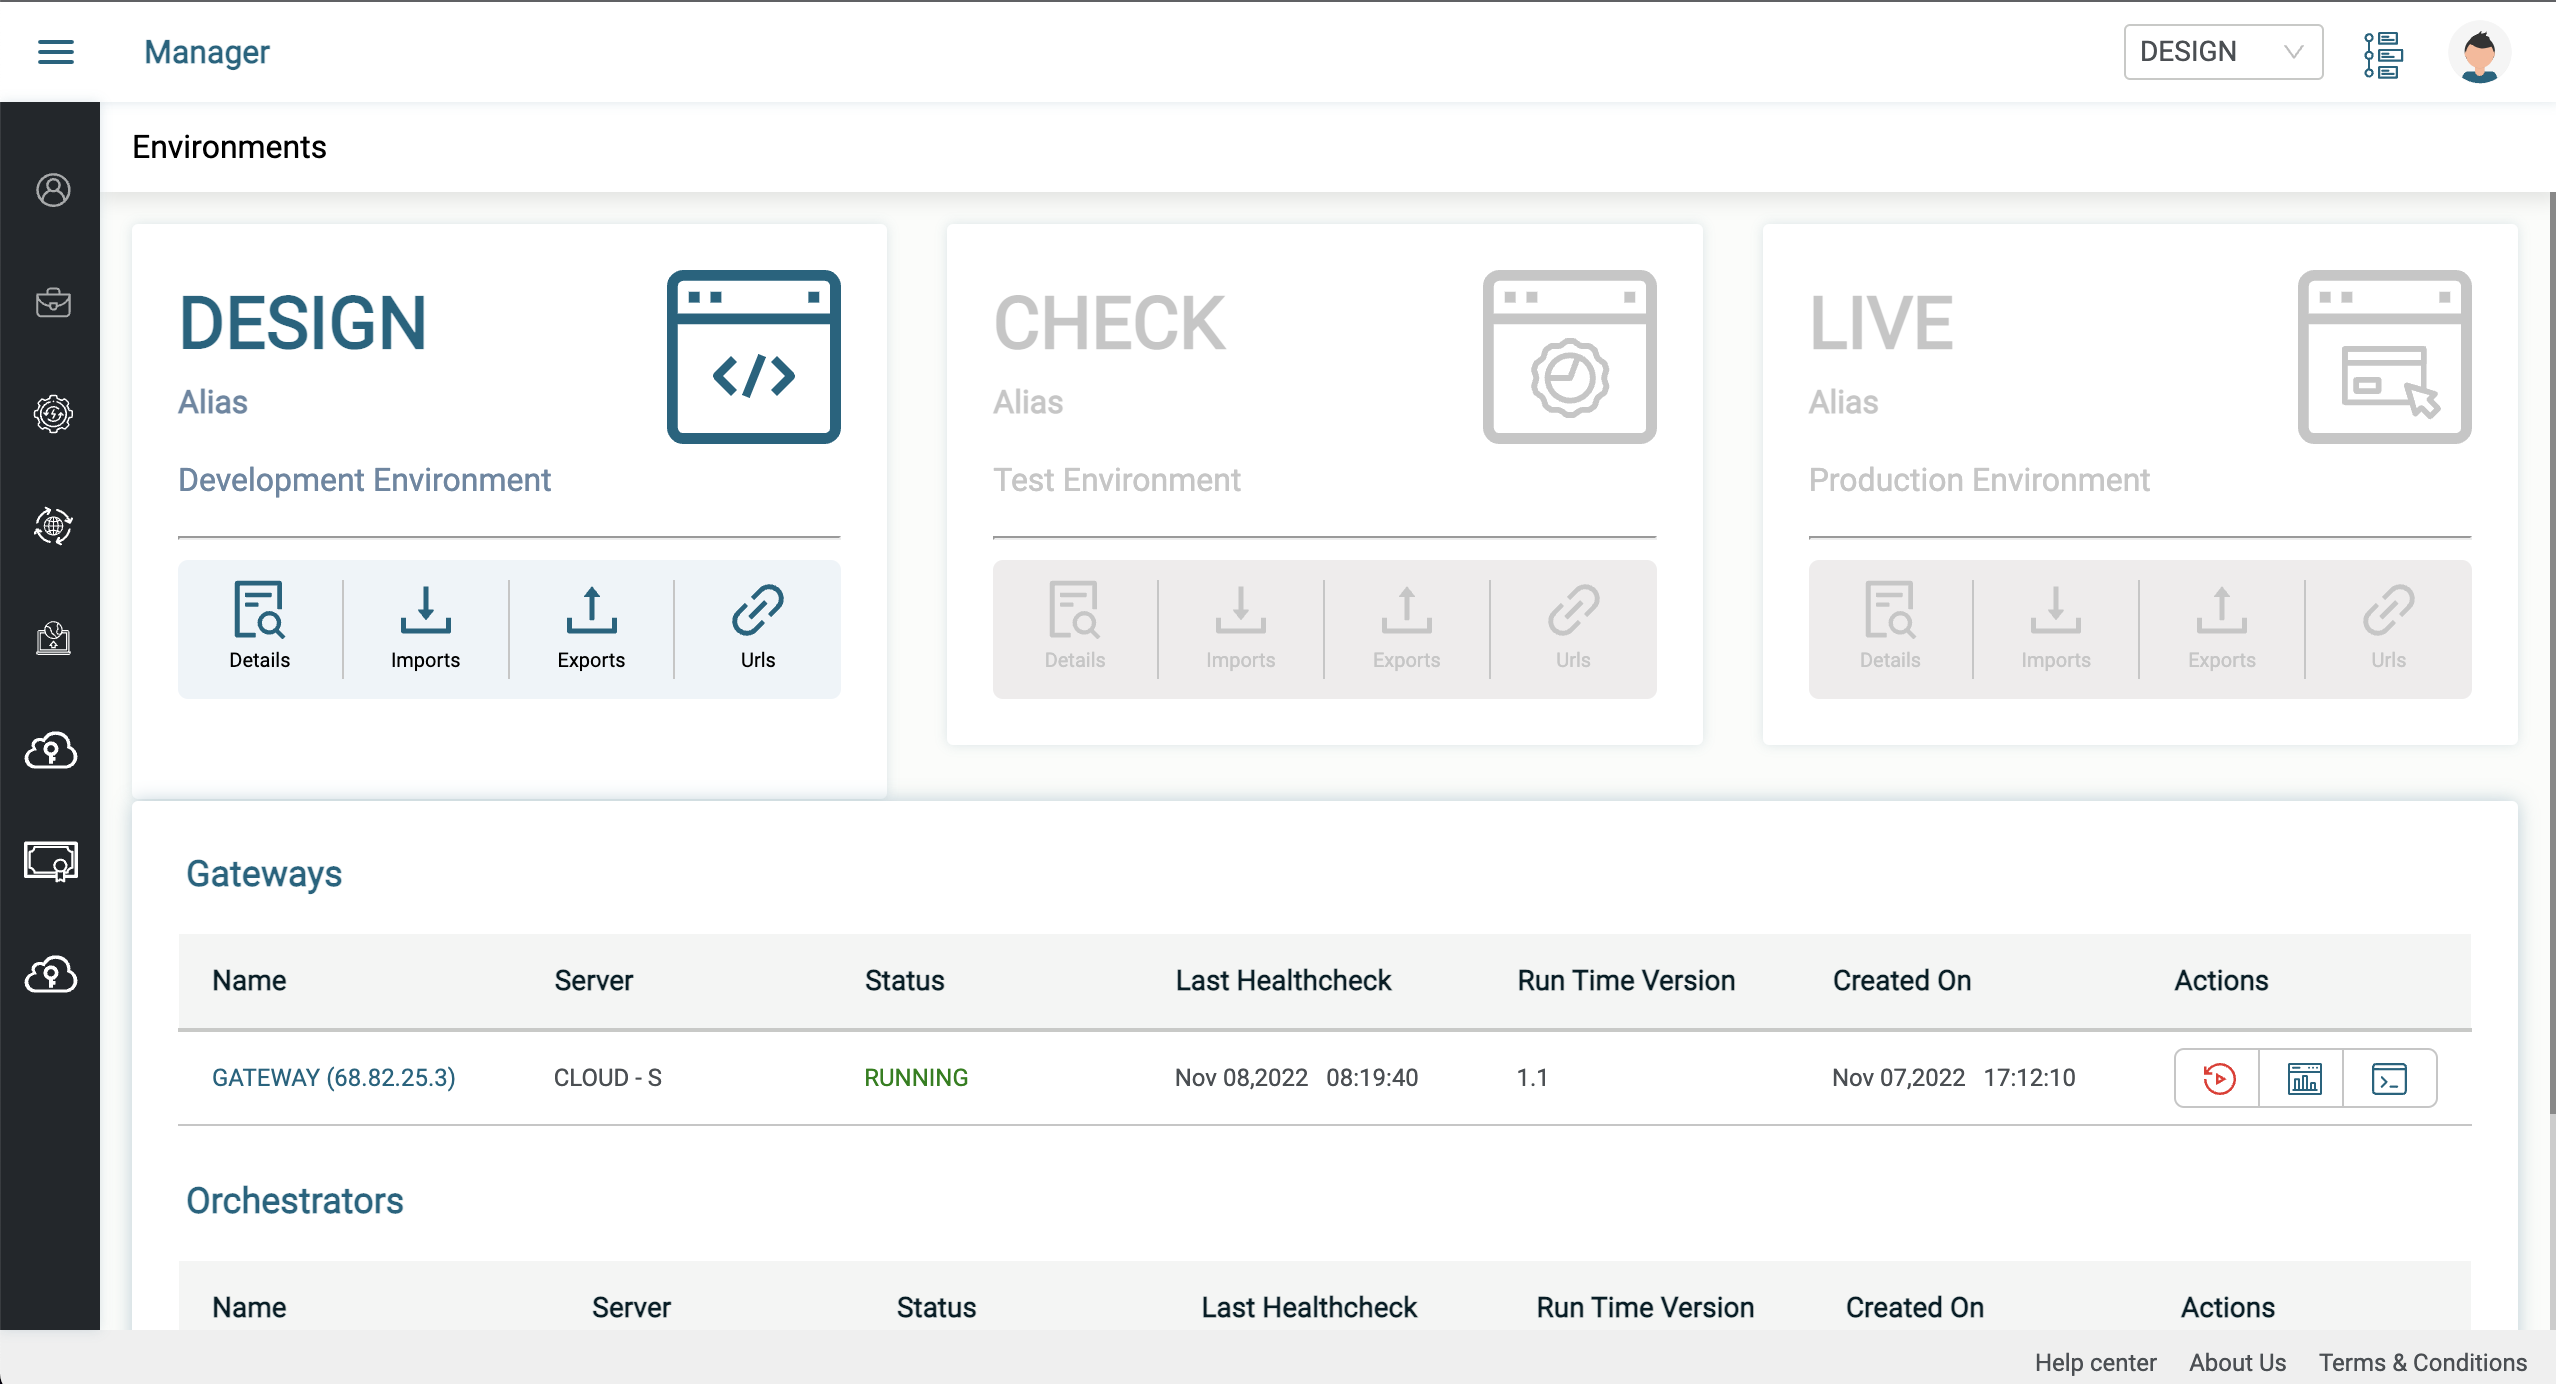 Manager
DESIGN
Environments
DESIGN
Alias
Development Environment
Details Imports Exports Urls
CHECK
Alias
Test Environment
Details Imports Exports Urls
LIVE
Alias
Production Environment
Details Imports Exports Urls
Gateways
Name Server Status Last Healthcheck Run Time Version Created On Actions
GATEWAY (68.82.25.3) CLOUD - S RUNNING Nov 08,2022 08:19:40 1.1 Nov 07,2022 17:12:10
Orchestrators
Name Server Status Last Healthcheck Run Time Version Created On Actions
Help center About Us Terms & Conditions